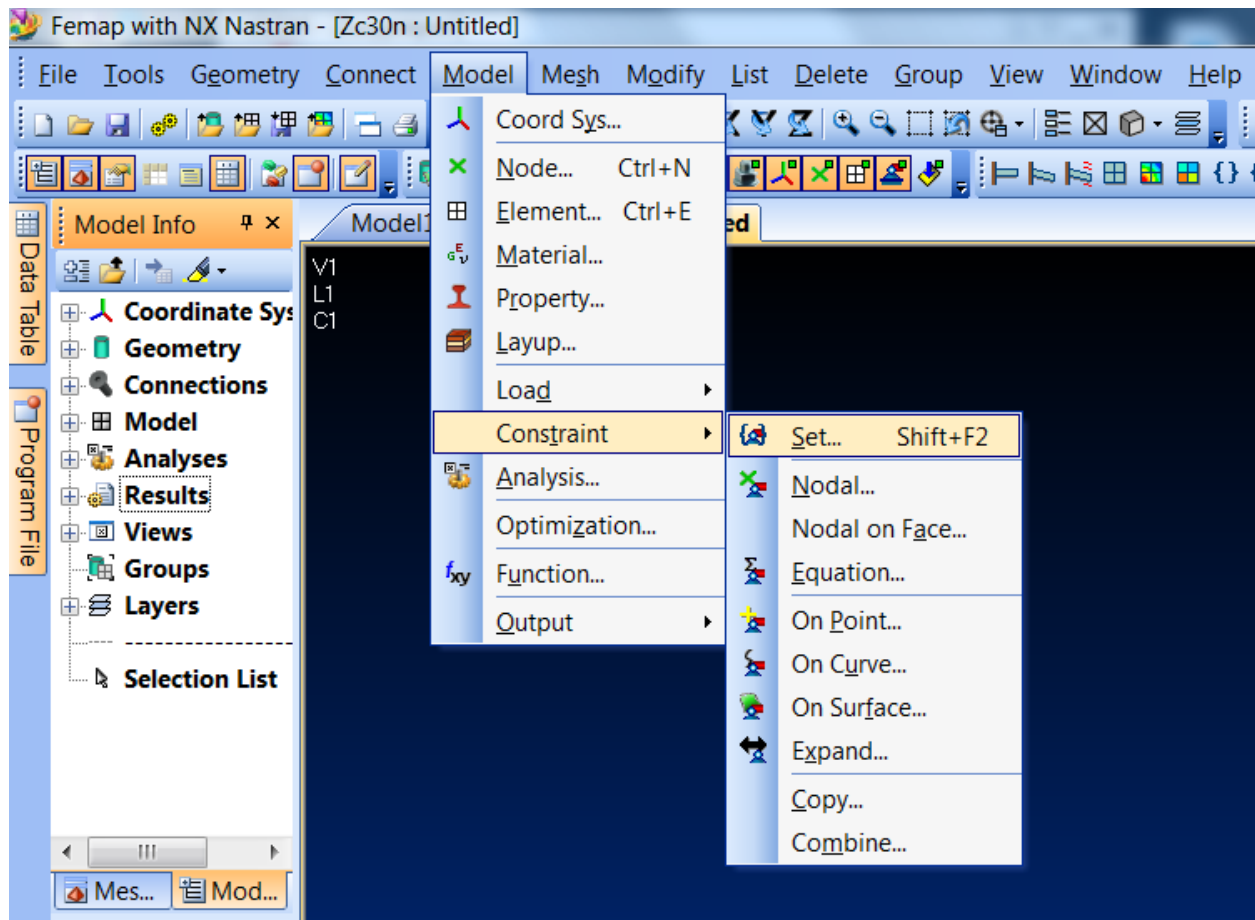 Femap with NX Nastran - [Zc30n : Untitled]
File Tools Geometry Connect Model Mesh Modify List Delete Group View Window Help
Model Info
Data Table
Program File
Coordinate Sys
Geometry
Connections
Model
Analyses
Results
Views
Groups
Layers
Selection List
Mes... Mod...
Model1
ed
V1
L1
C1
Coord Sys...
Node... Ctrl+N
Element... Ctrl+E
Material...
Property...
Layup...
Load
Constraint
Analysis...
Optimization...
Function...
Output
Set... Shift+F2
Nodal...
Nodal on Face...
Equation...
On Point...
On Curve...
On Surface...
Expand...
Copy...
Combine...